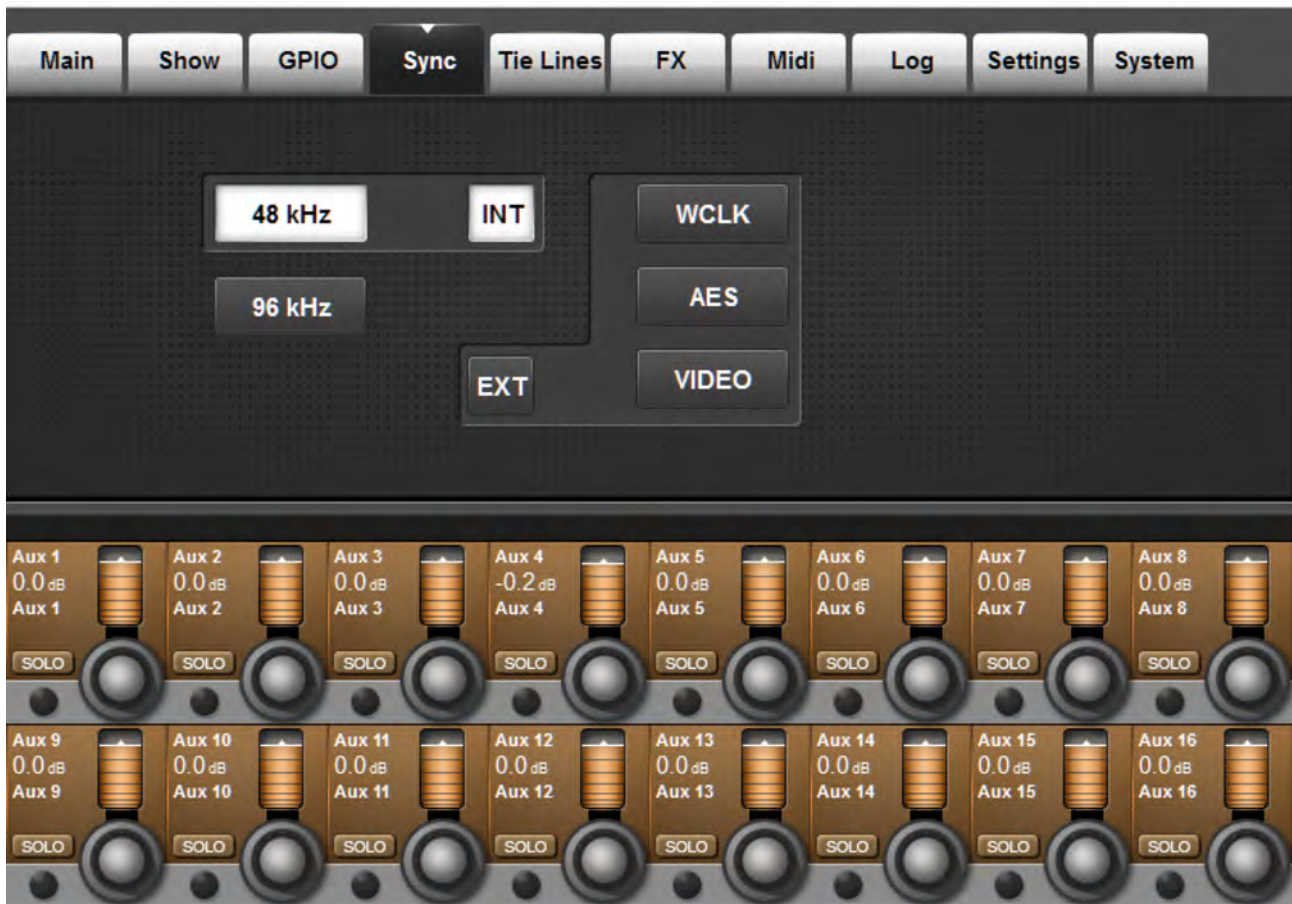 Main Show GPIO Sync Tie Lines FX Midi Log Settings System
48 kHz INT WCLK
96 kHz AES
EXT VIDEO
Aux 1 Aux 2 Aux 3 Aux 4 Aux 5 Aux 6 Aux 7 Aux 8
0.0 dB 0.0 dB 0.0 dB -0.2 dB 0.0 dB 0.0 dB 0.0 dB 0.0 dB
Aux 1 Aux 2 Aux 3 Aux 4 Aux 5 Aux 6 Aux 7 Aux 8
SOLO SOLO SOLO SOLO SOLO SOLO SOLO SOLO
Aux 9 Aux 10 Aux 11 Aux 12 Aux 13 Aux 14 Aux 15 Aux 16
0.0 dB 0.0 dB 0.0 dB 0.0 dB 0.0 dB 0.0 dB 0.0 dB 0.0 dB
Aux 9 Aux 10 Aux 11 Aux 12 Aux 13 Aux 14 Aux 15 Aux 16
SOLO SOLO SOLO SOLO SOLO SOLO SOLO SOLO